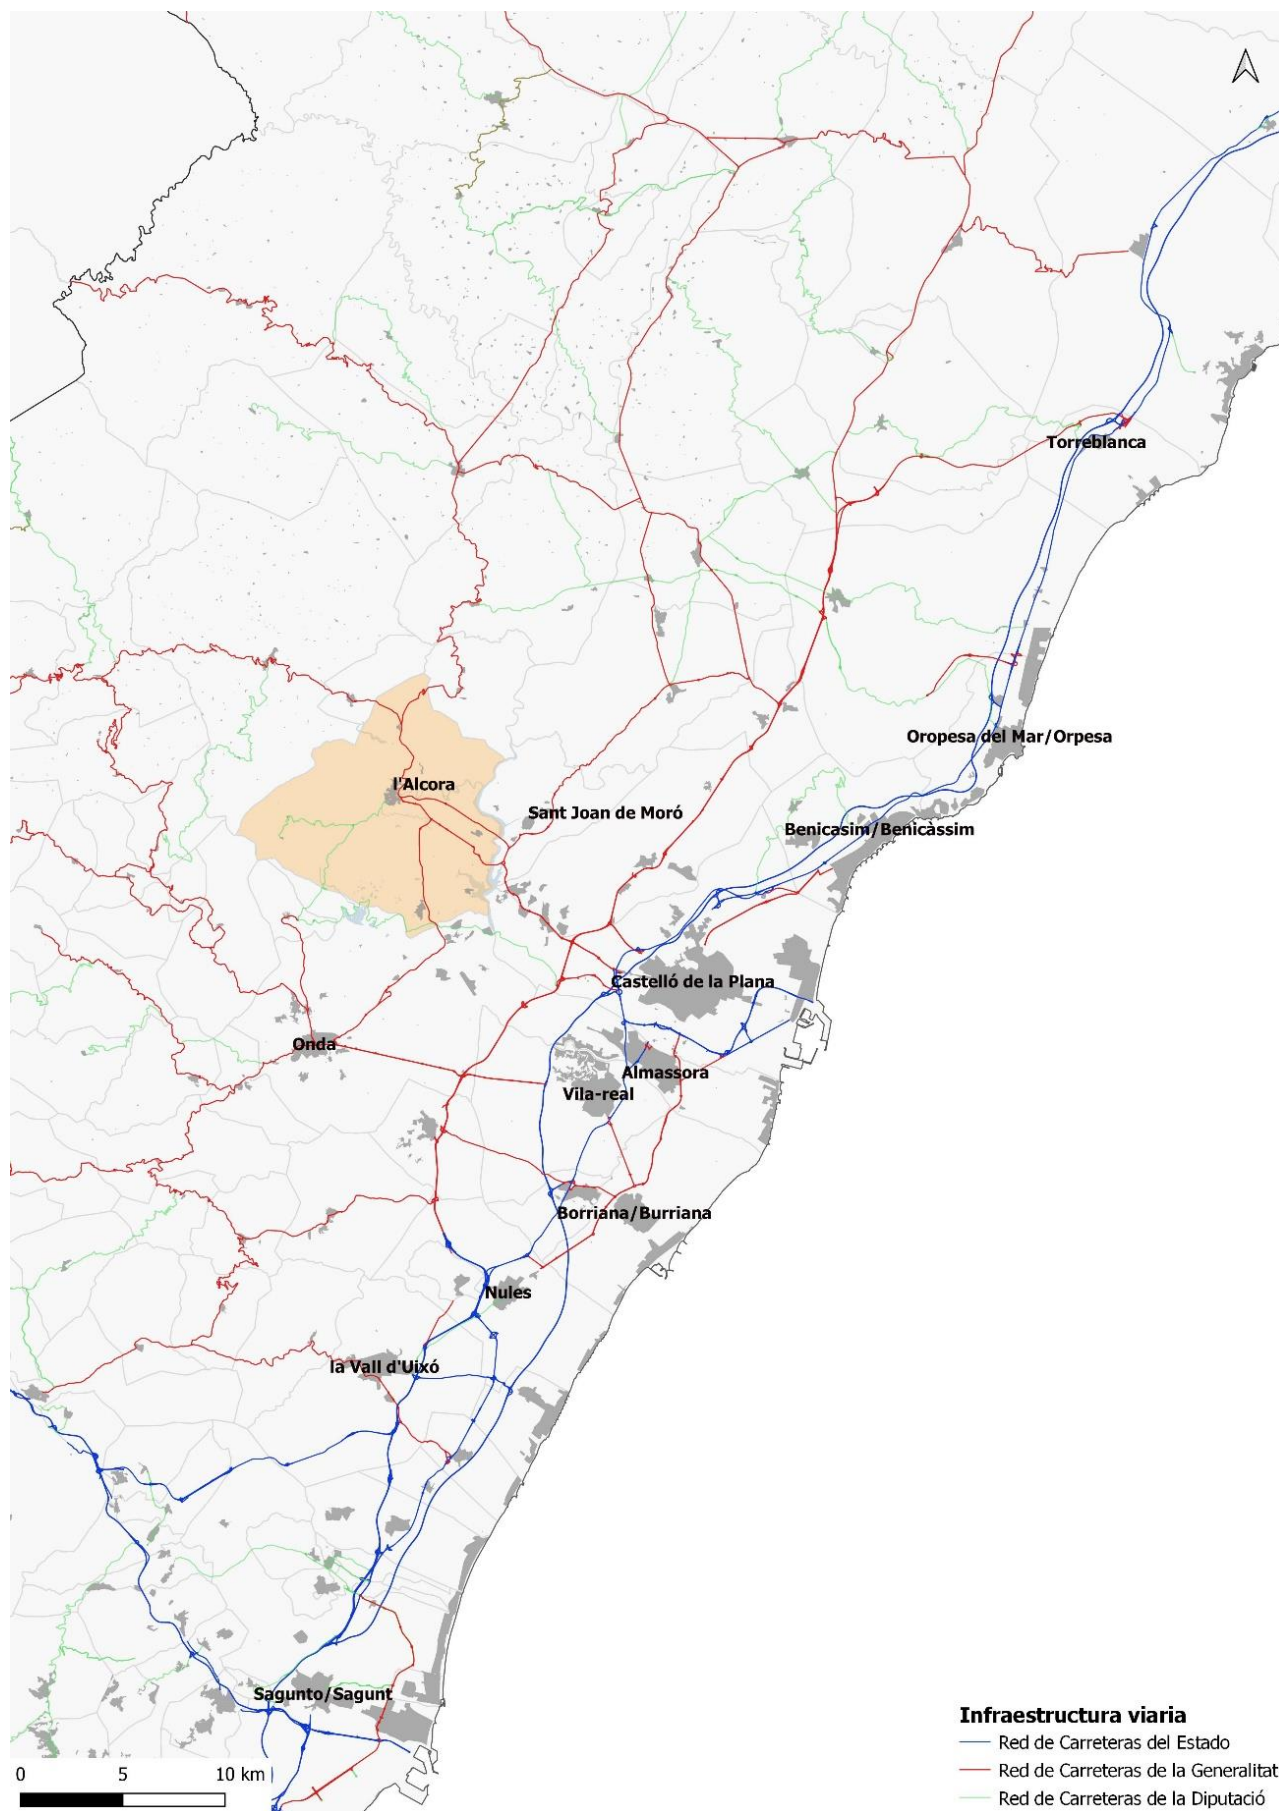 Torreblanca
Oropesa del Mar/Orpesa
l'Alcora
Sant Joan de Moró
Benicasim/Benicàssim
Castelló de la Plana
Onda
Almassora
Vila-real
Borriana/Burriana
Nules
la Vall d'Uixó
Sagunto/Sagunt
Infraestructura viaria
Red de Carreteras del Estado
Red de Carreteras de la Generalitat
Red de Carreteras de la Diputació
0 5 10 km